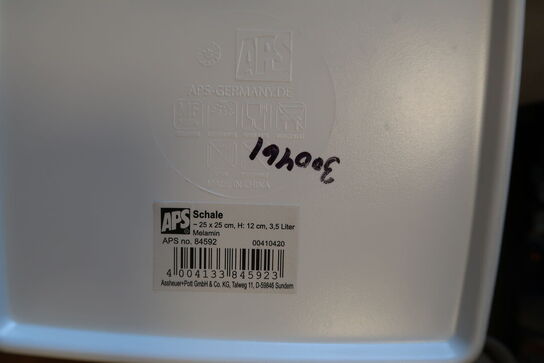 APS
APS-GERMANY.DE
MADE IN CHINA
300461
APS Schale
~ 25 x 25 cm, H: 12 cm, 3,5 Liter
Melamin
APS no. 84592 00410420
4 004133 845923
Assheuer+Pott GmbH & Co. KG, Talweg 11, D-59846 Sundern